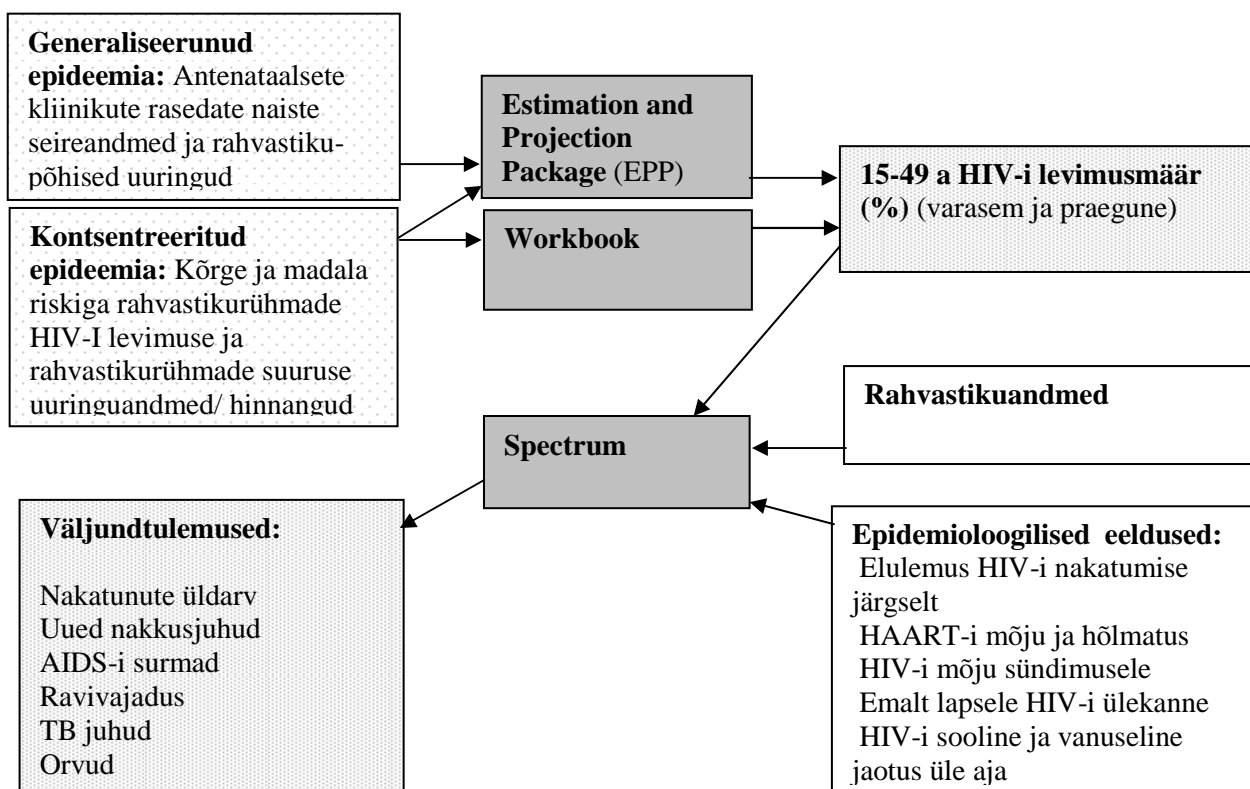 Generaliseerunud
epideemia: Antenataalsete
kliinikute rasedate naiste
seireandmed ja rahvastiku-
põhised uuringud
Kontsentreeritud
epideemia: Kõrge ja madala
riskiga rahvastikurühmade
HIV-I levimuse ja
rahvastikurühmade suuruse
uuringuandmed/ hinnangud
Estimation and
Projection
Package (EPP)
Workbook
15-49 a HIV-i levimusmäär
(%) (varasem ja praegune)
Spectrum
Rahvastikuandmed
Väljundtulemused:
Nakatunute üldarv
Uued nakkusjuhud
AIDS-i surmad
Ravivajadus
TB juhud
Orvud
Epidemioloogilised eeldused:
Elulemus HIV-i nakatumise
järgselt
HAART-i mõju ja hõlmatus
HIV-i mõju sündimusele
Emalt lapsele HIV-i ülekanne
HIV-i sooline ja vanuseline
jaotus üle aja